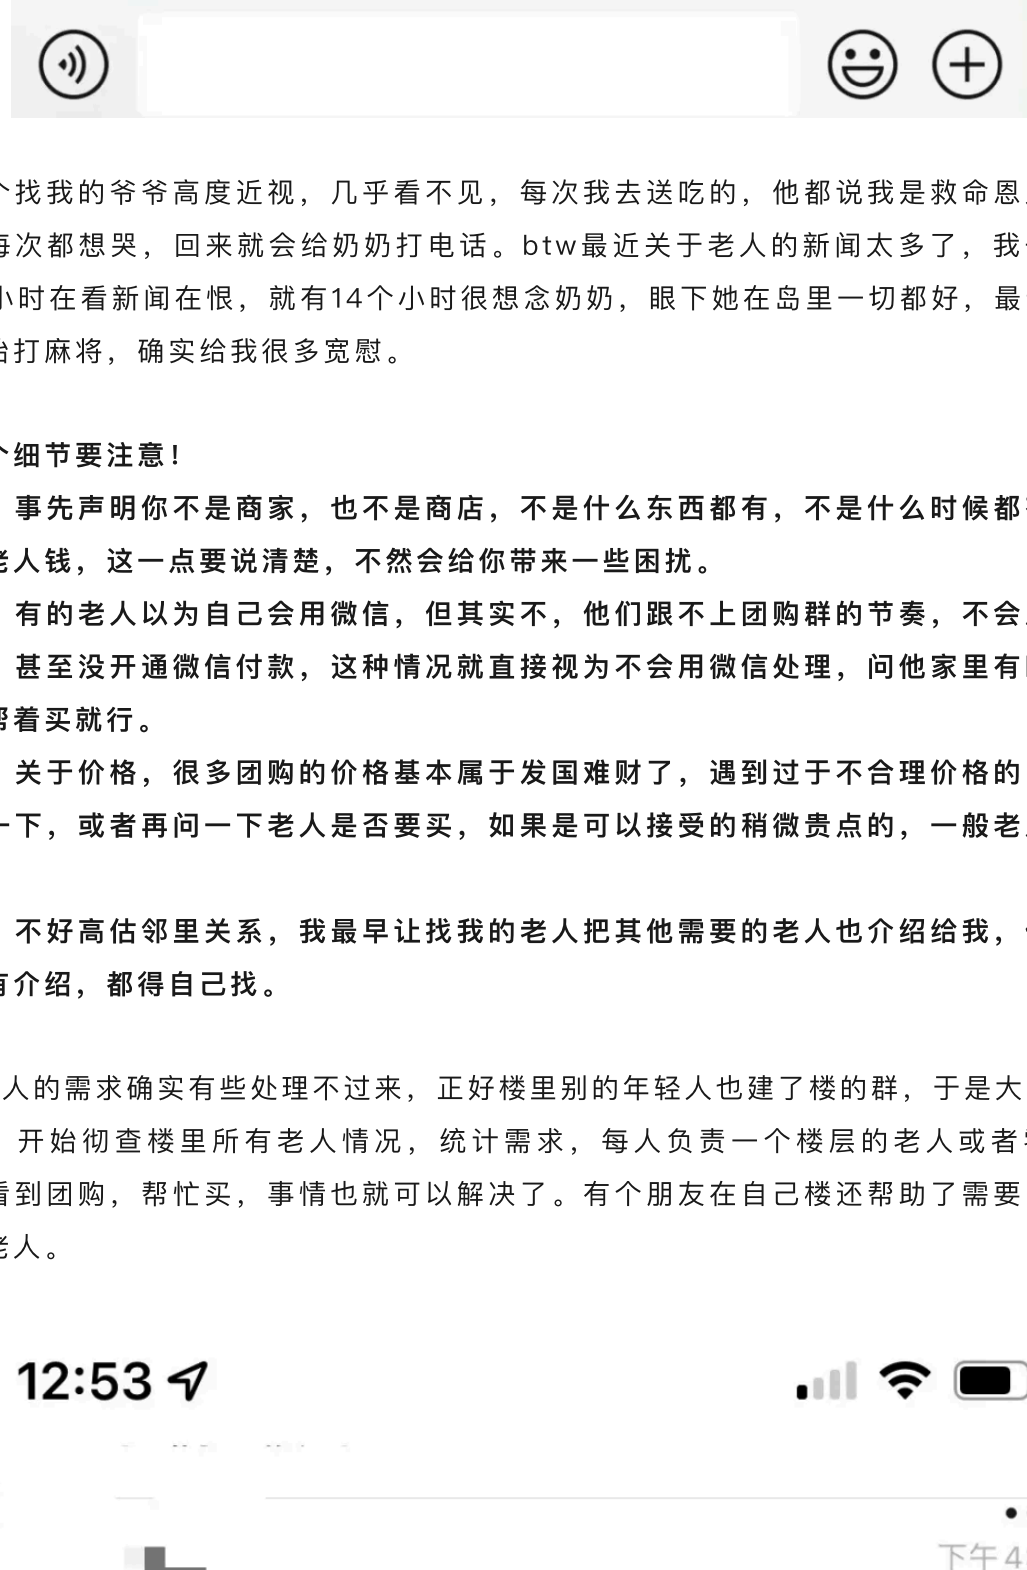 找我的爷爷高度近视，几乎看不见，每次我去送吃的，他都说我是救命恩
每次都想哭，回来就会给奶奶打电话。btw最近关于老人的新闻太多了，我
小时在看新闻在恨，就有14个小时很想念奶奶，眼下她在岛里一切都好，最
打麻将，确实给我很多宽慰。
个细节要注意！
事先声明你不是商家，也不是商店，不是什么东西都有，不是什么时候都
老人钱，这一点要说清楚，不然会给你带来一些困扰。
有的老人以为自己会用微信，但其实不，他们跟不上团购群的节奏，不会
甚至没开通微信付款，这种情况就直接视为不会用微信处理，问他家里有
帮着买就行。
关于价格，很多团购的价格基本属于发国难财了，遇到过于不合理价格的
一下，或者再问一下老人是否要买，如果是可以接受的稍微贵点的，一般老
不好高估邻里关系，我最早让找我的老人把其他需要的老人也介绍给我，
有介绍，都得自己找。
人的需求确实有些处理不过来，正好楼里别的年轻人也建了楼的群，于是大
开始彻查楼里所有老人情况，统计需求，每人负责一个楼层的老人或者
看到团购，帮忙买，事情也就可以解决了。有个朋友在自己楼还帮助了需要
老人。
12:53
下午4